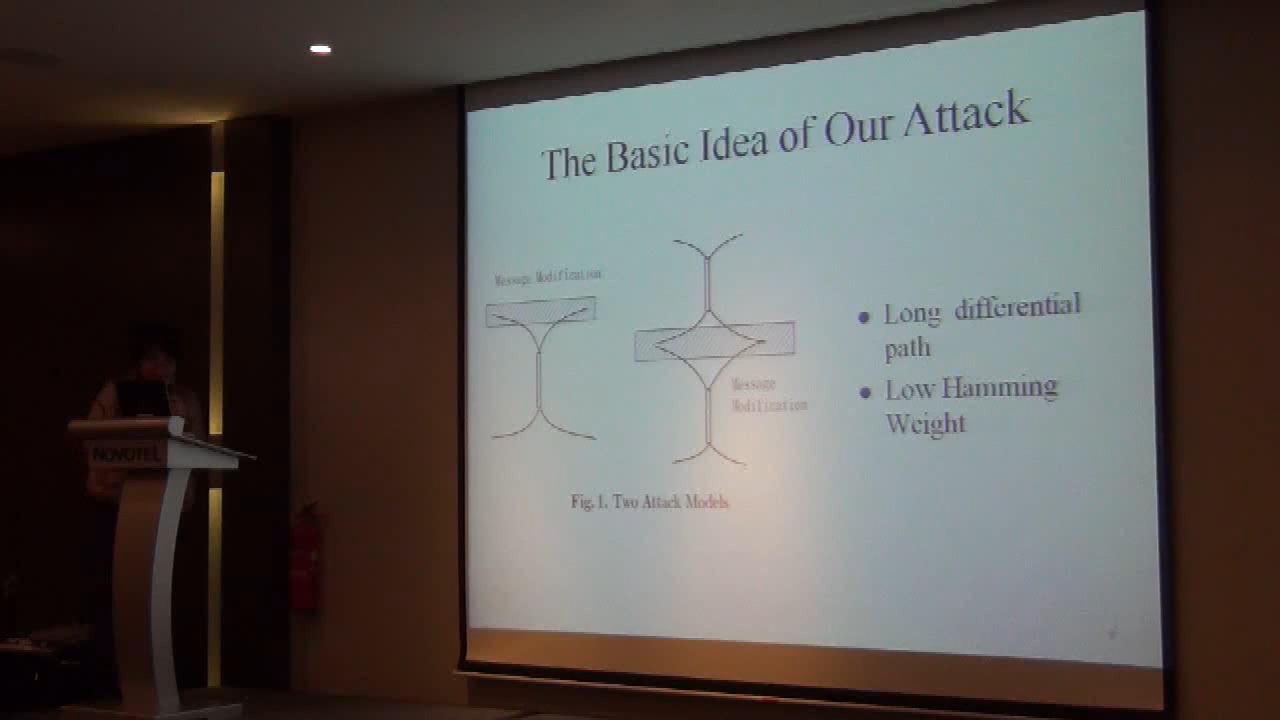 The Basic Idea of Our Attack
Message Modification
Message
Modification
Fig. 1. Two Attack Models
● Long differential
path
● Low Hamming
Weight
NOVOTEL